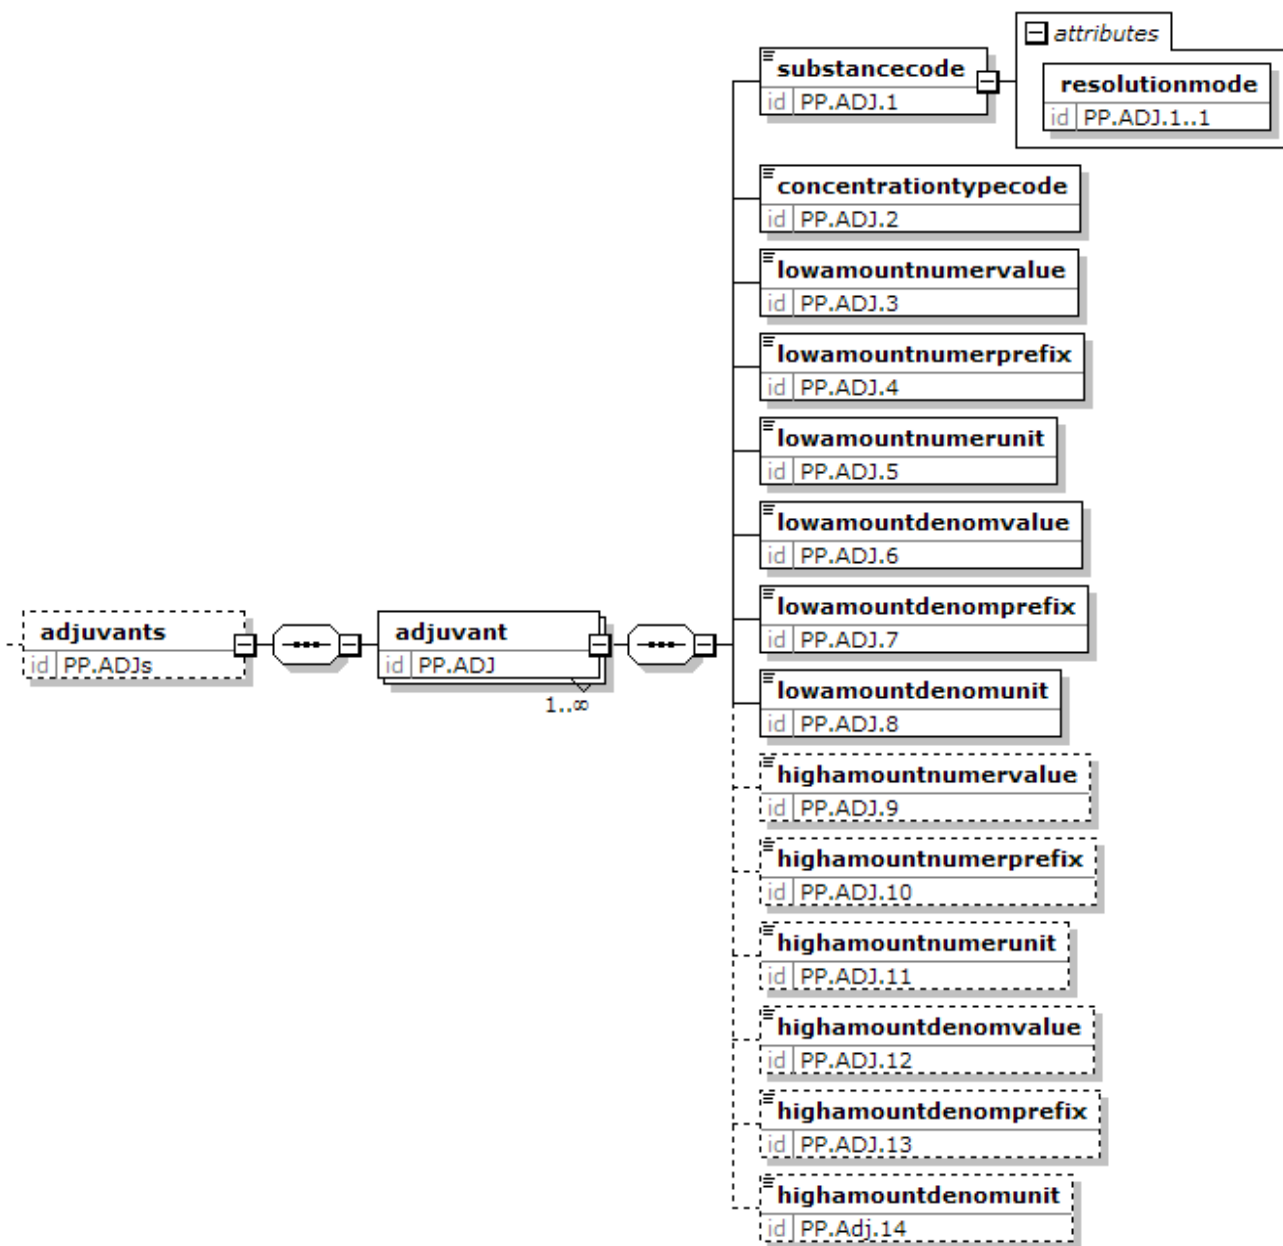 attributes
substancecode
id PP.ADJ.1
resolutionmode
id PP.ADJ.1..1
concentrationtypecode
id PP.ADJ.2
lowamountnumervalue
id PP.ADJ.3
lowamountnumerprefix
id PP.ADJ.4
lowamountnumerunit
id PP.ADJ.5
lowamountdenomvalue
id PP.ADJ.6
lowamountdenomprefix
id PP.ADJ.7
adjuvants
id PP.ADJs
adjuvant
id PP.ADJ
1..∞
lowamountdenomunit
id PP.ADJ.8
highamountnumervalue
id PP.ADJ.9
highamountnumerprefix
id PP.ADJ.10
highamountnumerunit
id PP.ADJ.11
highamountdenomvalue
id PP.ADJ.12
highamountdenomprefix
id PP.ADJ.13
highamountdenomunit
id PP.Adj.14